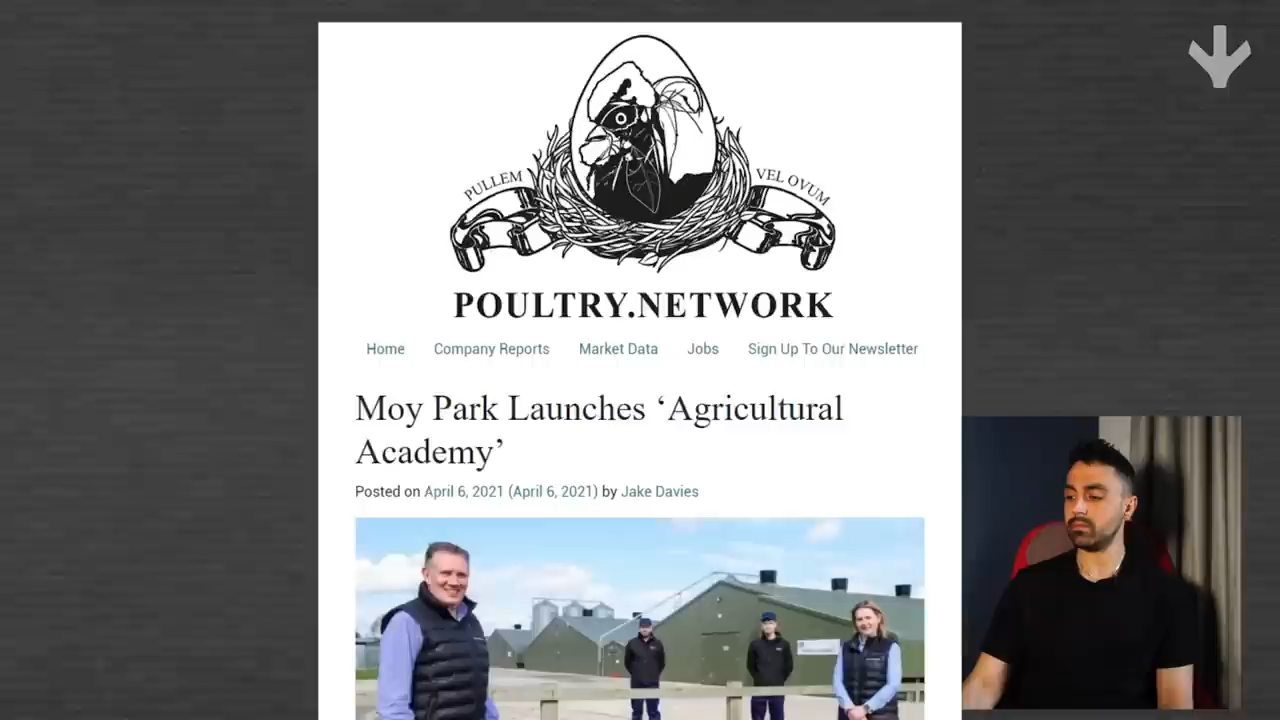 PULLEM
VEL OVUM
POULTRY.NETWORK
Home Company Reports Market Data Jobs Sign Up To Our Newsletter
Moy Park Launches ‘Agricultural
Academy’
Posted on April 6, 2021 (April 6, 2021) by Jake Davies